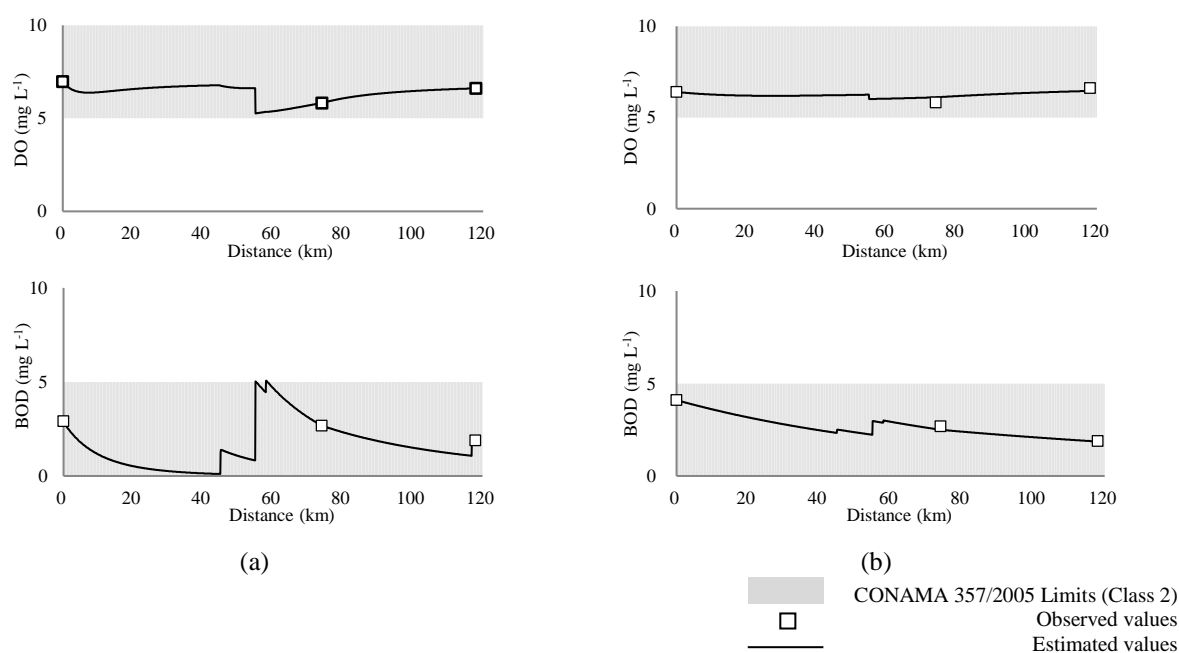 10
5
0
DO (mg L-1)
0 20 40 60 80 100 120
Distance (km)
10
5
0
DO (mg L-1)
0 20 40 60 80 100 120
Distance (km)
10
5
0
BOD (mg L-1)
0 20 40 60 80 100 120
Distance (km)
(a)
10
5
0
BOD (mg L-1)
0 20 40 60 80 100 120
Distance (km)
(b)
CONAMA 357/2005 Limits (Class 2)
Observed values
Estimated values